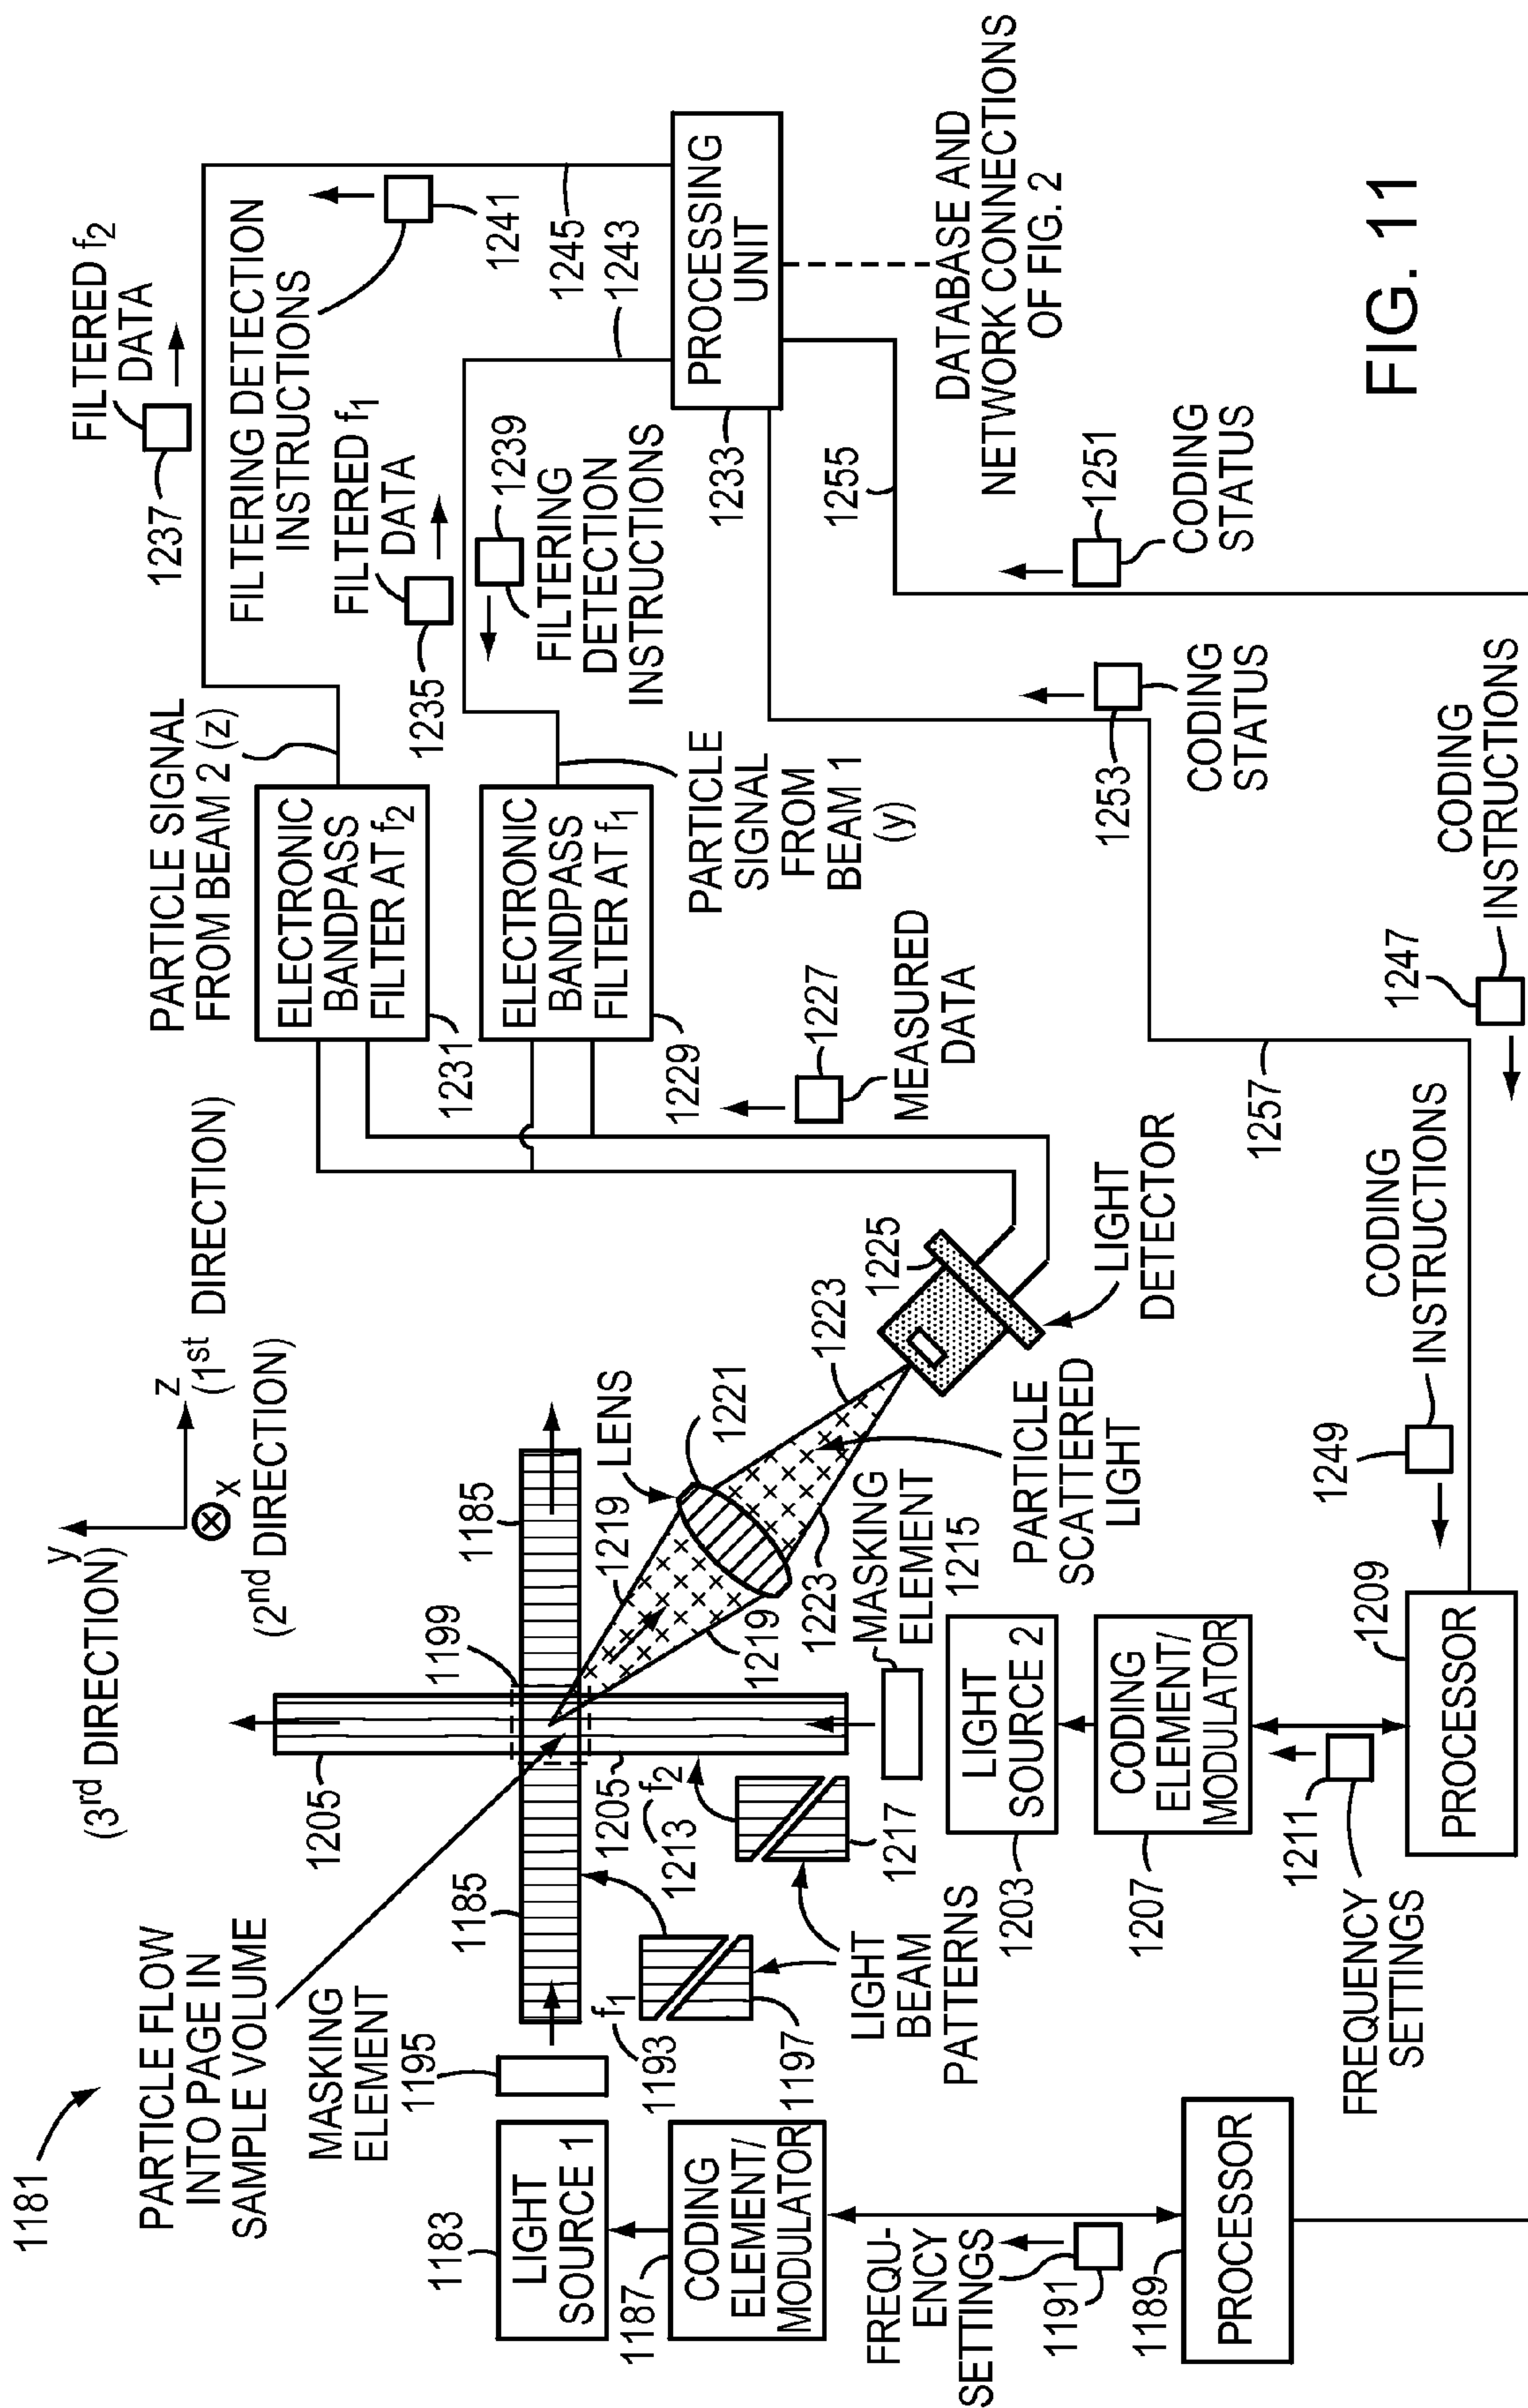 1181
PARTICLE FLOW
INTO PAGE IN
SAMPLE VOLUME
y
(3rd DIRECTION)
z
(1st DIRECTION)
x
(2nd DIRECTION)
1205
1199
1185
1185
MASKING
ELEMENT
1195
1183
LIGHT
SOURCE 1
f1
1193
1197
1205
f2
1213
1217
LIGHT
BEAM
PATTERNS
1187
CODING
ELEMENT/
MODULATOR
FREQU-
ENCY
SETTINGS
1191
1189
PROCESSOR
MASKING
ELEMENT
1215
1203
LIGHT
SOURCE 2
1207
CODING
ELEMENT/
MODULATOR
1211
FREQUENCY
SETTINGS
1209
PROCESSOR
1219
1219
LENS
1221
1223
1223
PARTICLE
SCATTERED
LIGHT
1225
LIGHT
DETECTOR
1227
MEASURED
DATA
PARTICLE SIGNAL
FROM BEAM 2 (z)
ELECTRONIC
BANDPASS
FILTER AT f2
1231
ELECTRONIC
BANDPASS
FILTER AT f1
1229
PARTICLE
SIGNAL
FROM
BEAM 1
(y)
FILTERED f2
DATA
1237
FILTERING DETECTION
INSTRUCTIONS
1241
FILTERED f1
DATA
1235
1239
FILTERING
DETECTION
INSTRUCTIONS
1245
1243
PROCESSING
UNIT
1233
DATABASE AND
NETWORK CONNECTIONS
OF FIG. 2
1255
1251
CODING
STATUS
1253
CODING
STATUS
1257
1247
CODING
INSTRUCTIONS
1249
CODING
INSTRUCTIONS
FIG. 11